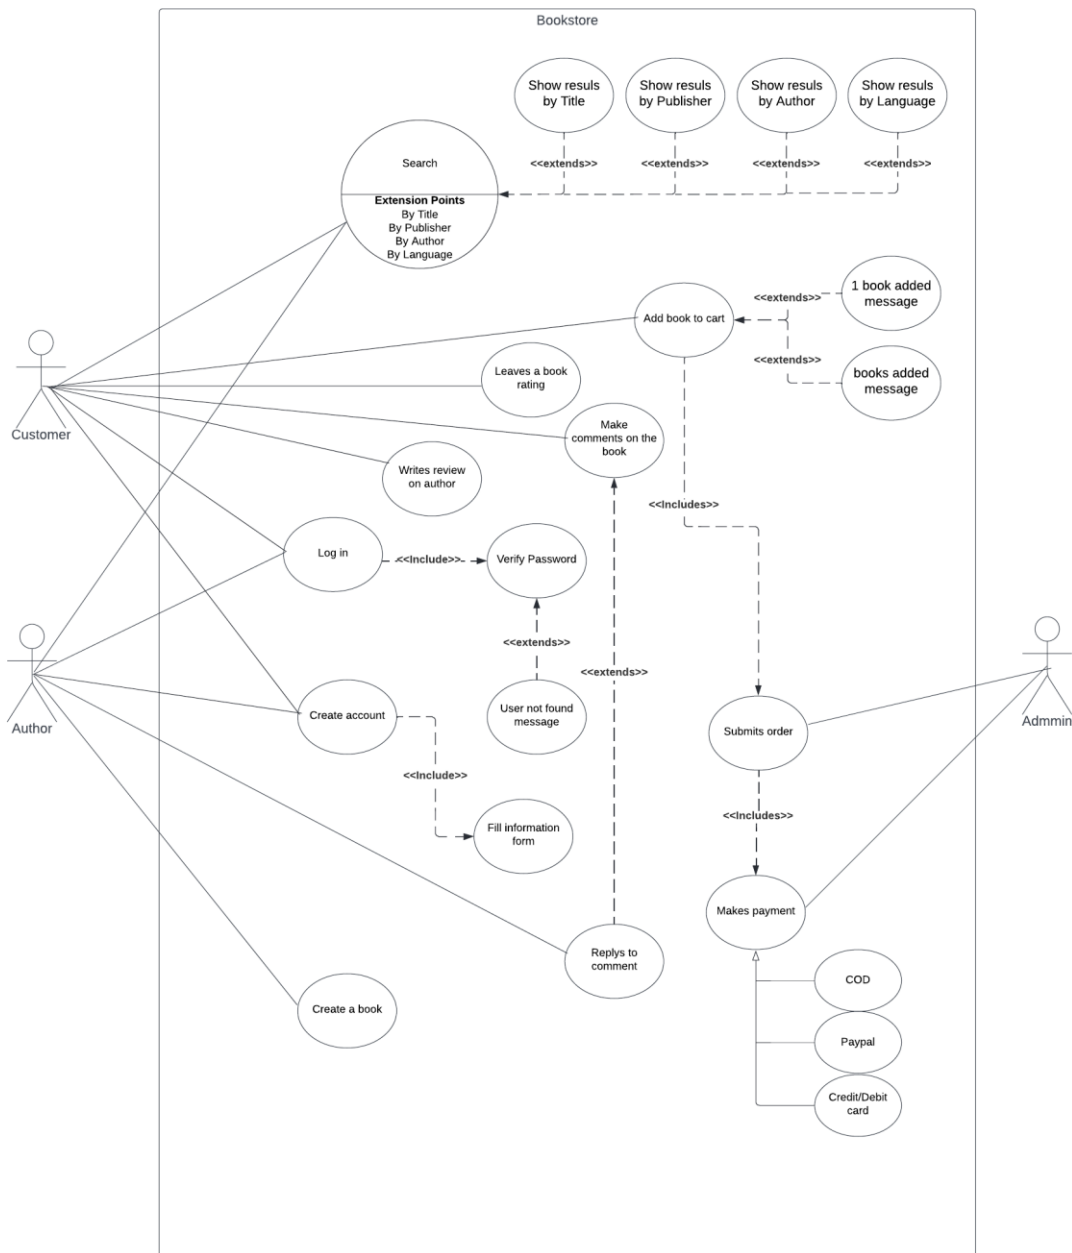 Bookstore
Show resuls
by Title
Show resuls
by Publisher
Show resuls
by Author
Show resuls
by Language
<<extends>>
<<extends>>
<<extends>>
<<extends>>
Search
Extension Points
By Title
By Publisher
By Author
By Language
1 book added
message
<<extends>>
Add book to cart
<<extends>>
books added
message
Leaves a book
rating
Customer
Make
comments on the
book
Writes review
on author
<<Includes>>
Log in
<<Include>>
Verify Password
<<extends>>
<<extends>>
Author
Create account
User not found
message
Submits order
Admmin
<<Include>>
<<Includes>>
Fill information
form
Makes payment
Replys to
comment
COD
Create a book
Paypal
Credit/Debit
card